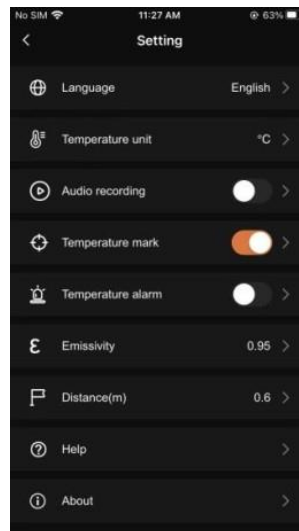 No SIM 11:27 AM 63%
Setting
Language English
Temperature unit °C
Audio recording
Temperature mark
Temperature alarm
ε Emissivity 0.95
Distance(m) 0.6
Help
About